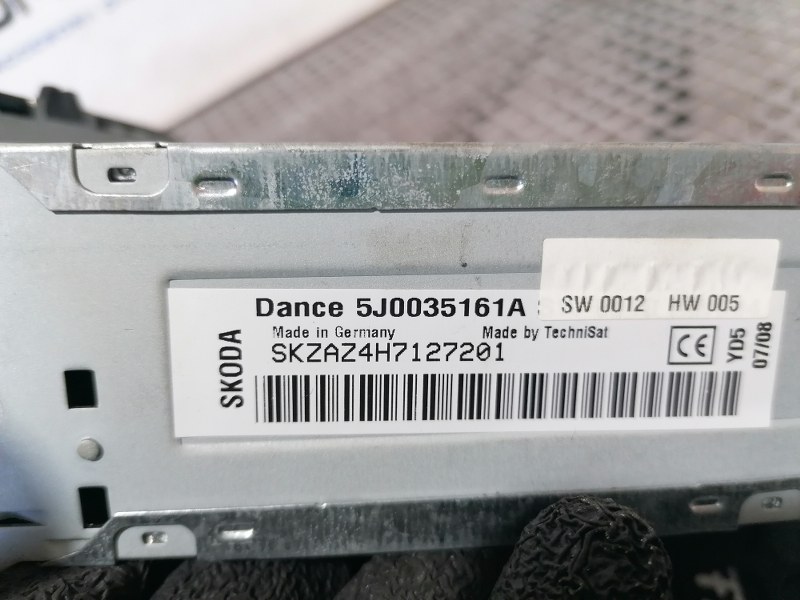 Dance 5J0035161A SW 0012 HW 005
Made in Germany Made by TechniSat
SKZAZ4H7127201
SKODA
CE
YD5
07/08